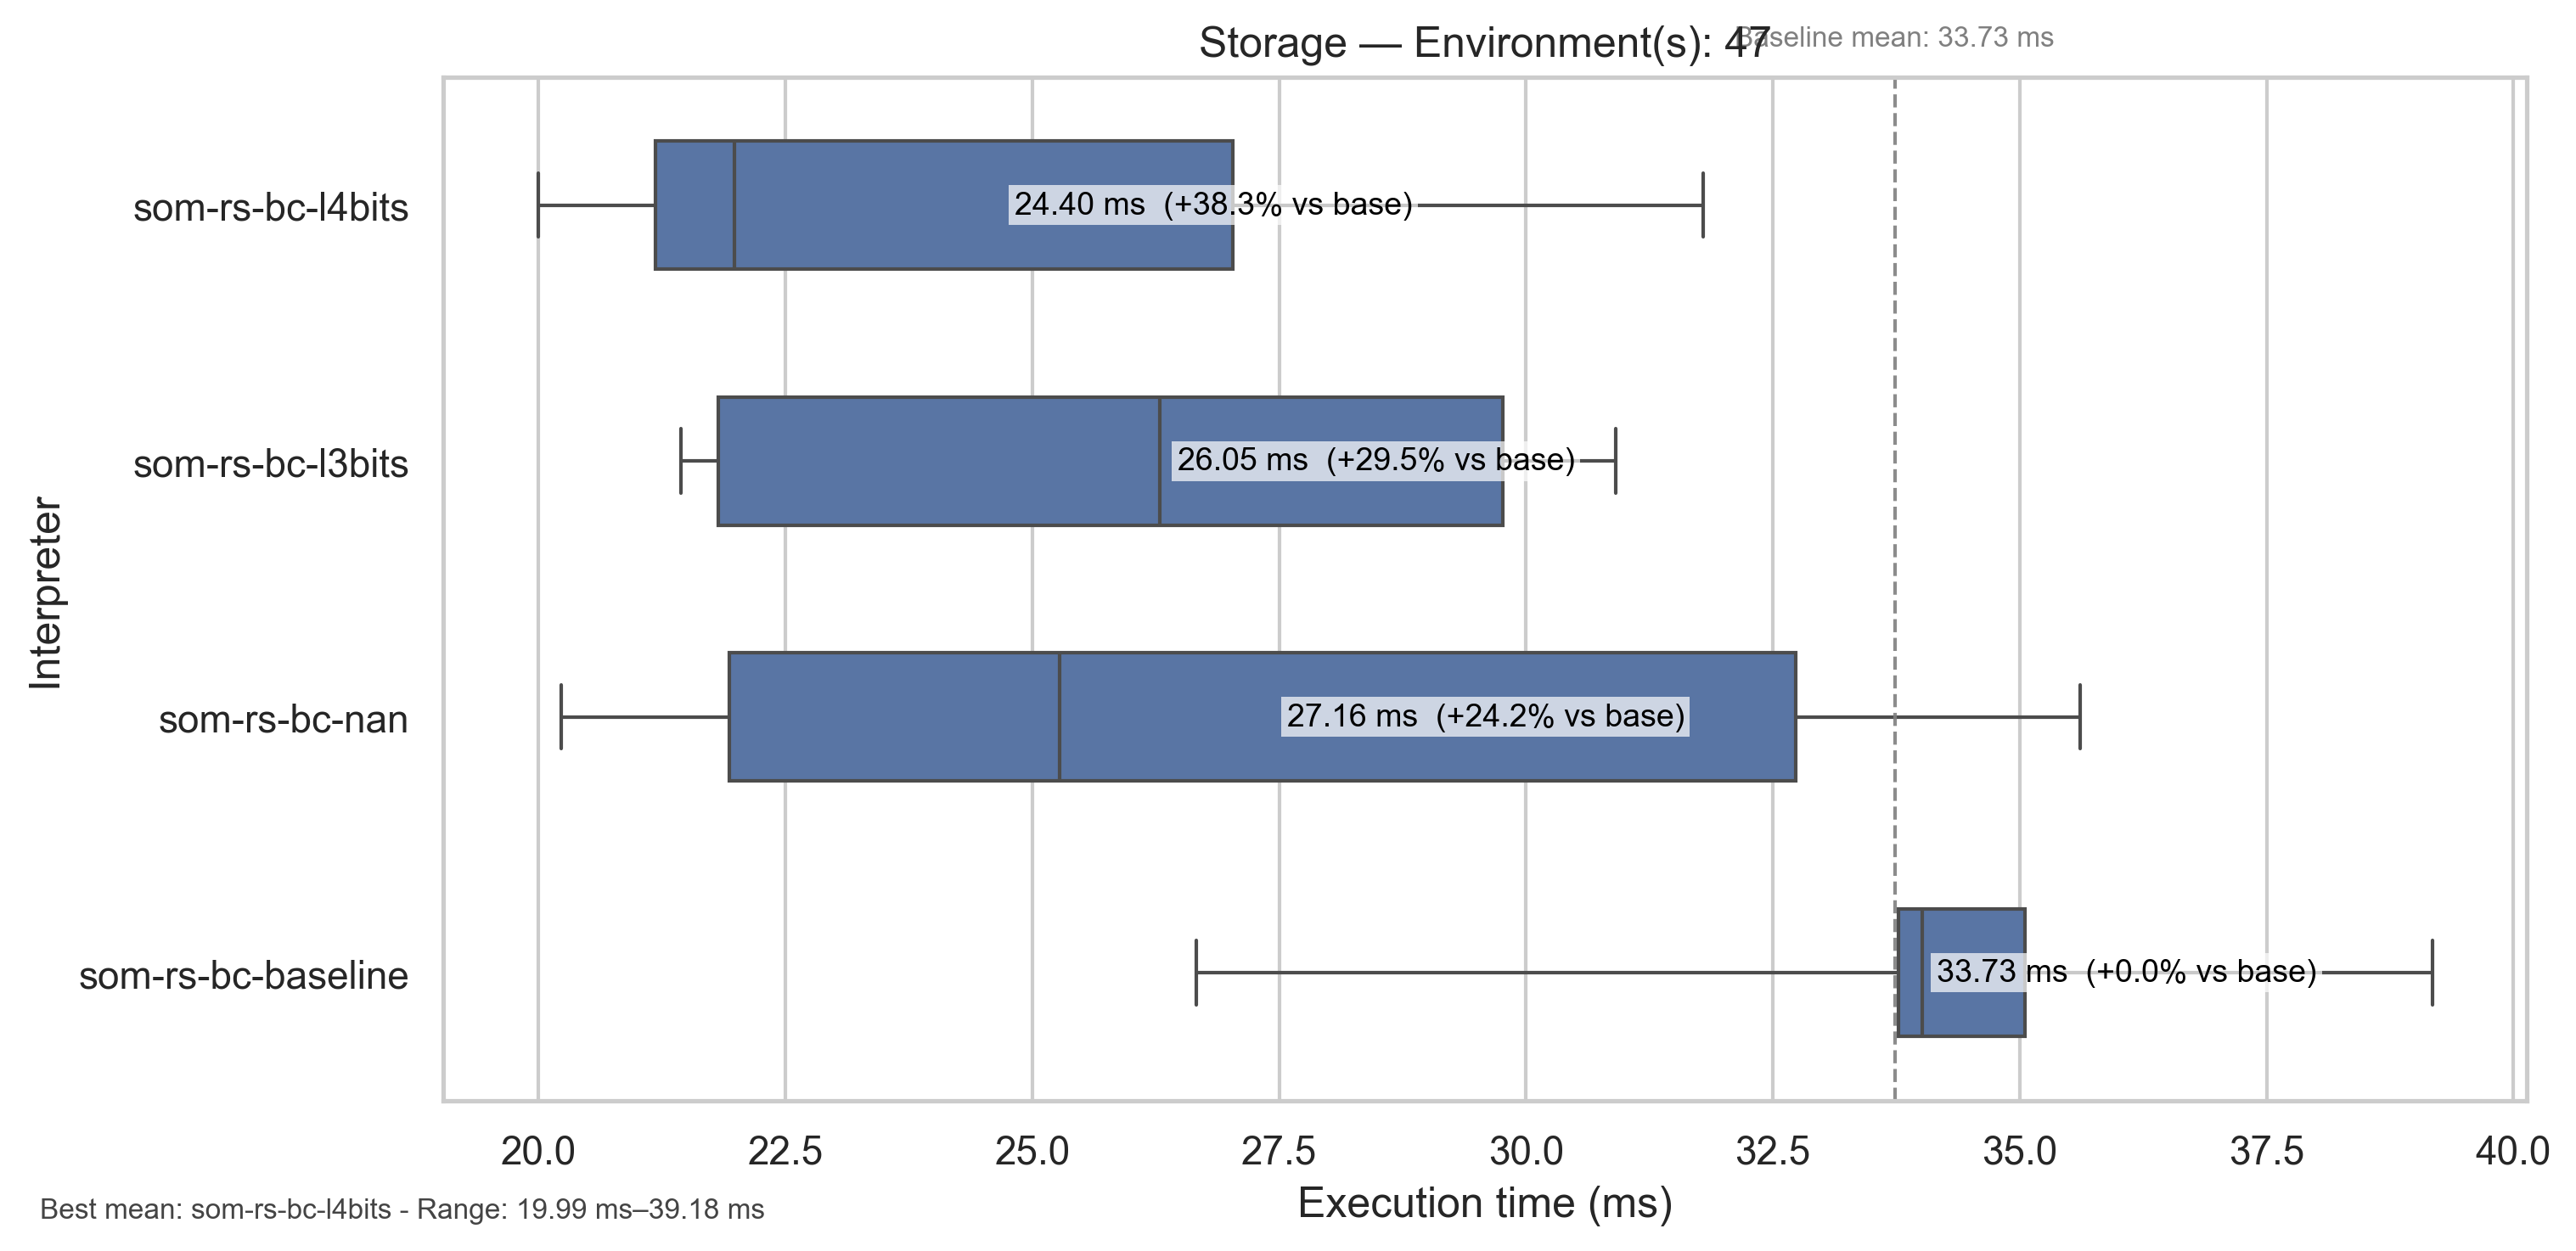 Storage — Environment(s): 47
Baseline mean: 33.73 ms
Interpreter
som-rs-bc-l4bits
24.40 ms (+38.3% vs base)
som-rs-bc-l3bits
26.05 ms (+29.5% vs base)
som-rs-bc-nan
27.16 ms (+24.2% vs base)
som-rs-bc-baseline
33.73 ms (+0.0% vs base)
20.0 22.5 25.0 27.5 30.0 32.5 35.0 37.5 40.0
Execution time (ms)
Best mean: som-rs-bc-l4bits - Range: 19.99 ms–39.18 ms